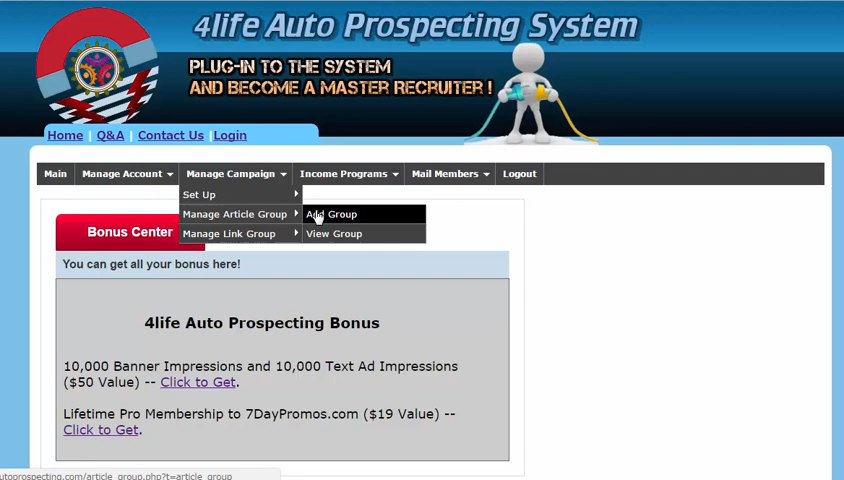 4life Auto Prospecting System
PLUG-IN TO THE SYSTEM
AND BECOME A MASTER RECRUITER !
Home | Q&A | Contact Us | Login
Main Manage Account Manage Campaign Income Programs Mail Members Logout
Set Up
Manage Article Group Add Group
Manage Link Group View Group
Bonus Center
You can get all your bonus here!
4life Auto Prospecting Bonus
10,000 Banner Impressions and 10,000 Text Ad Impressions
($50 Value) -- Click to Get.
Lifetime Pro Membership to 7DayPromos.com ($19 Value) --
Click to Get.
utoprospecting.com/article_group.php?t=article_group